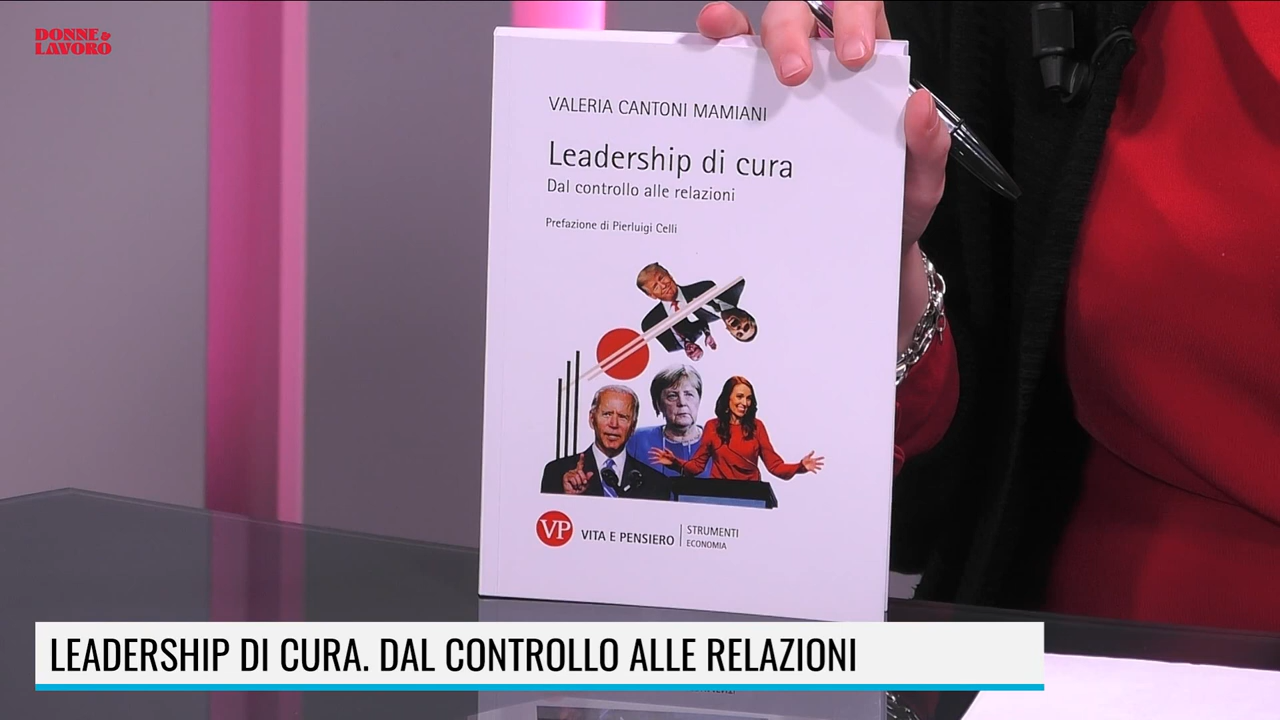 DONNE &
LAVORO
VALERIA CANTONI MAMIANI
Leadership di cura
Dal controllo alle relazioni
Prefazione di Pierluigi Celli
VP VITA E PENSIERO | STRUMENTI
ECONOMIA
LEADERSHIP DI CURA. DAL CONTROLLO ALLE RELAZIONI